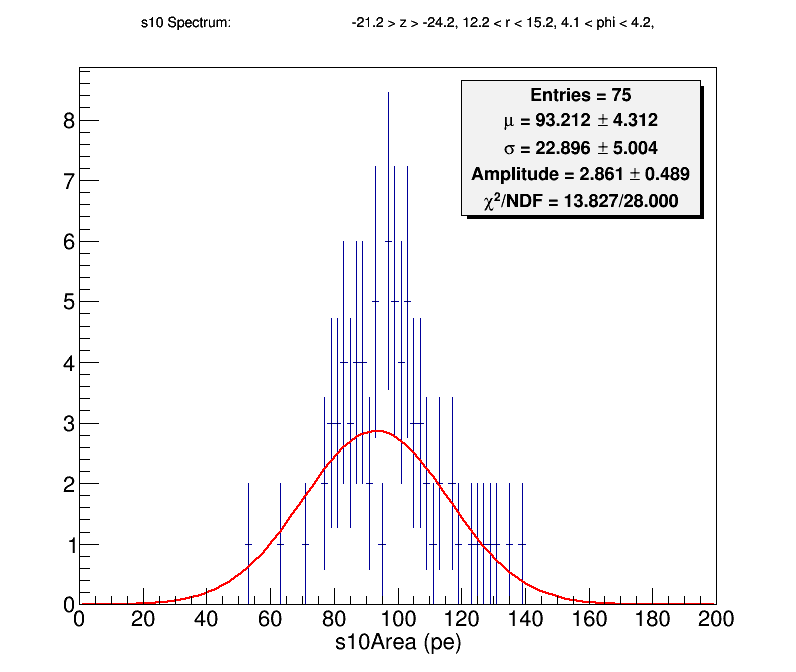 s10 Spectrum: -21.2 > z > -24.2, 12.2 < r < 15.2, 4.1 < phi < 4.2,
Entries = 75
μ = 93.212 ± 4.312
σ = 22.896 ± 5.004
Amplitude = 2.861 ± 0.489
χ²/NDF = 13.827/28.000
8
7
6
5
4
3
2
1
0
0 20 40 60 80 100 120 140 160 180 200
s10Area (pe)